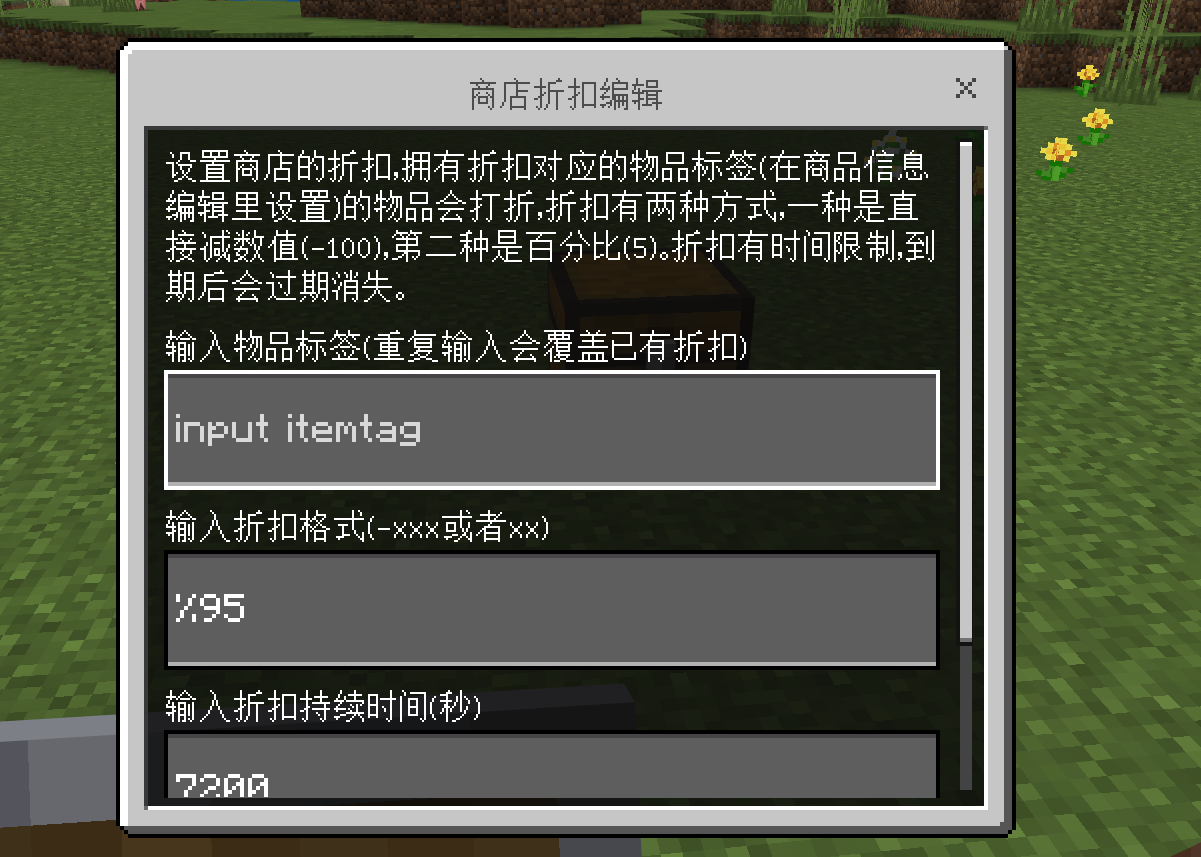 商店折扣编辑
设置商店的折扣,拥有折扣对应的物品标签(在商品信息
编辑里设置)的物品会打折,折扣有两种方式,一种是直
接减数值(-100),第二种是百分比(5)。折扣有时间限制,到
期后会过期消失。
输入物品标签(重复输入会覆盖已有折扣)
input itemtag
输入折扣格式(-xxx或者xx)
%95
输入折扣持续时间(秒)
7200